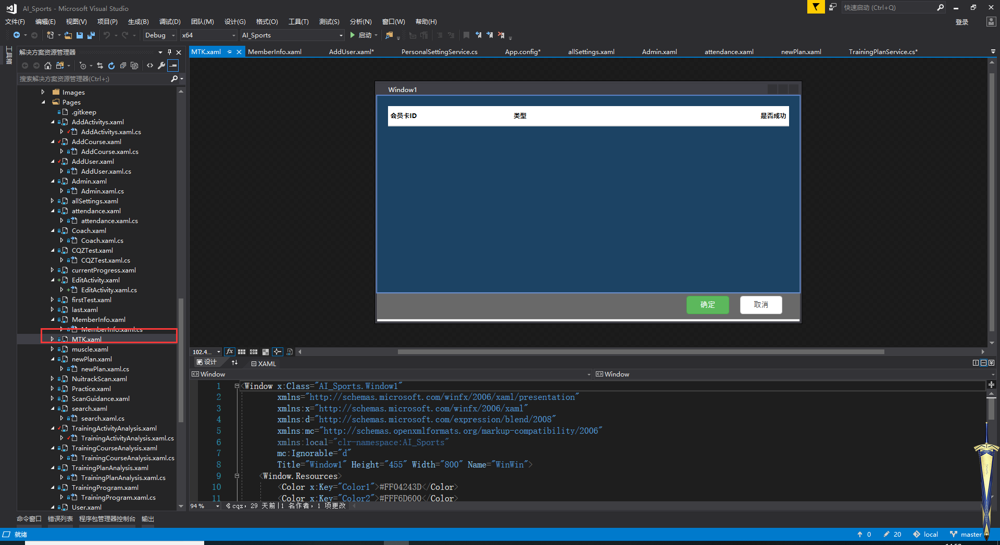 AI_Sports - Microsoft Visual Studio
快速启动 (Ctrl+Q)
文件(F) 编辑(E) 视图(V) 项目(P) 生成(B) 调试(D) 团队(M) 设计(G) 格式(O) 工具(T) 测试(S) 分析(N) 窗口(W) 帮助(H)
登录
Debug x64 AI_Sports 启动
工具箱
解决方案资源管理器
MTK.xaml MemberInfo.xaml AddUser.xaml* PersonalSettingService.cs App.config* allSettings.xaml Admin.xaml attendance.xaml newPlan.xaml TrainingPlanService.cs*
搜索解决方案资源管理器(Ctrl+;)
Images
Pages
.gitkeep
AddActivitys.xaml
AddActivitys.xaml.cs
AddCourse.xaml
AddCourse.xaml.cs
AddUser.xaml
AddUser.xaml.cs
Admin.xaml
Admin.xaml.cs
allSettings.xaml
attendance.xaml
attendance.xaml.cs
Coach.xaml
Coach.xaml.cs
CQZTest.xaml
CQZTest.xaml.cs
currentProgress.xaml
EditActivity.xaml
EditActivity.xaml.cs
firstTest.xaml
last.xaml
MemberInfo.xaml
MemberInfo.xaml.cs
MTK.xaml
muscle.xaml
newPlan.xaml
newPlan.xaml.cs
NuitrackScan.xaml
Practice.xaml
ScanGuidance.xaml
search.xaml
search.xaml.cs
TrainingActivityAnalysis.xaml
TrainingActivityAnalysis.xaml.cs
TrainingCourseAnalysis.xaml
TrainingCourseAnalysis.xaml.cs
TrainingPlanAnalysis.xaml
TrainingPlanAnalysis.xaml.cs
TrainingProgram.xaml
TrainingProgram.xaml.cs
User.xaml
Window1
会员卡ID 类型 是否成功
确定 取消
102.4... fx
设计 XAML
Window Window
1 <Window x:Class="AI_Sports.Window1"
2 xmlns="http://schemas.microsoft.com/winfx/2006/xaml/presentation"
3 xmlns:x="http://schemas.microsoft.com/winfx/2006/xaml"
4 xmlns:d="http://schemas.microsoft.com/expression/blend/2008"
5 xmlns:mc="http://schemas.openxmlformats.org/markup-compatibility/2006"
6 xmlns:local="clr-namespace:AI_Sports"
7 mc:Ignorable="d"
8 Title="Window1" Height="455" Width="800" Name="WinWin">
9 <Window.Resources>
10 <Color x:Key="Color1">#FF04243D</Color>
11 <Color x:Key="Color2">#FFF6D600</Color>
94 % cqz，29 天前|1 名作者，1 项更改
命令窗口 错误列表 程序包管理器控制台 输出
就绪
0 20 local master